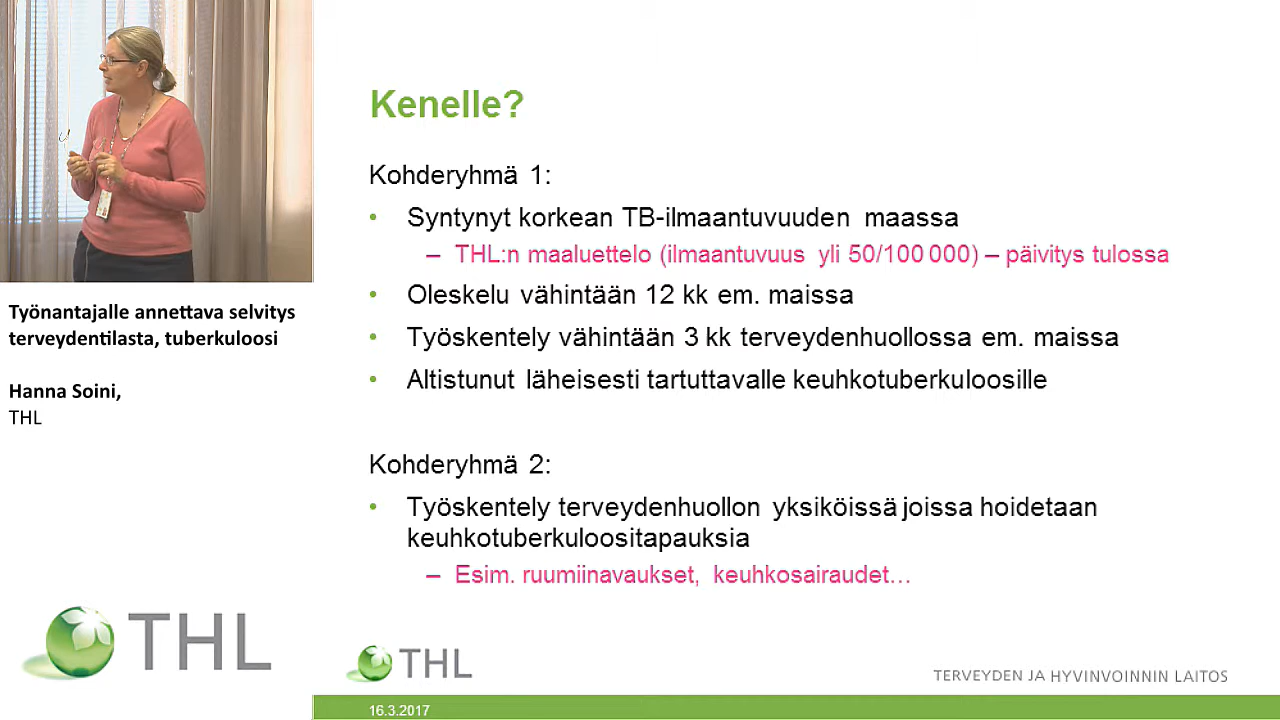 Työnantajalle annettava selvitys
terveydentilasta, tuberkuloosi
Hanna Soini,
THL
THL
Kenelle?
Kohderyhmä 1:
• Syntynyt korkean TB-ilmaantuvuuden maassa
– THL:n maaluettelo (ilmaantuvuus yli 50/100 000) – päivitys tulossa
• Oleskelu vähintään 12 kk em. maissa
• Työskentely vähintään 3 kk terveydenhuollossa em. maissa
• Altistunut läheisesti tartuttavalle keuhkotuberkuloosille
Kohderyhmä 2:
• Työskentely terveydenhuollon yksiköissä joissa hoidetaan
keuhkotuberkuloositapauksia
– Esim. ruumiinavaukset, keuhkosairaudet…
THL
TERVEYDEN JA HYVINVOINNIN LAITOS
16.3.2017